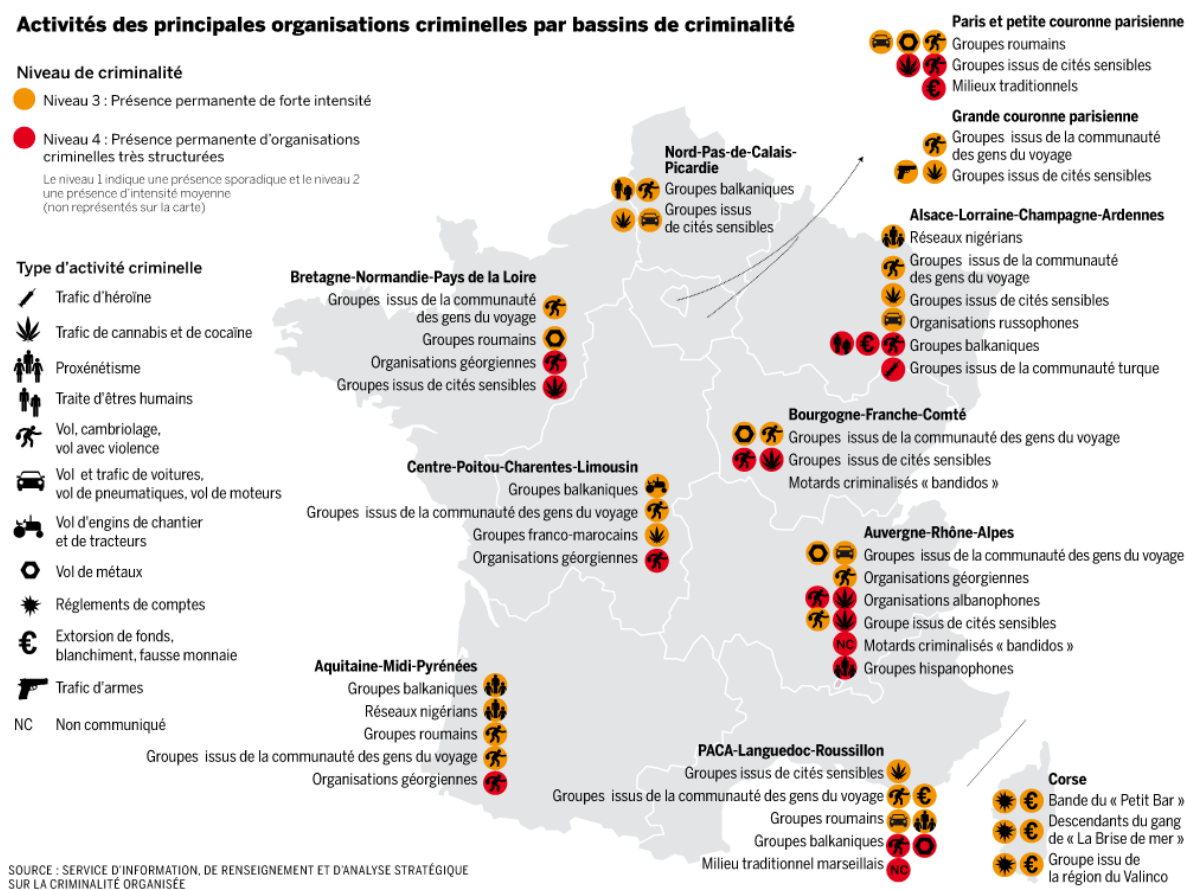 Activités des principales organisations criminelles par bassins de criminalité
Niveau de criminalité
Niveau 3 : Présence permanente de forte intensité
Niveau 4 : Présence permanente d'organisations
criminelles très structurées
Le niveau 1 indique une présence sporadique et le niveau 2
une présence d'intensité moyenne
(non représentés sur la carte)
Type d'activité criminelle
Trafic d'héroïne
Trafic de cannabis et de cocaïne
Proxénétisme
Traite d'êtres humains
Vol, cambriolage,
vol avec violence
Vol et trafic de voitures,
vol de pneumatiques, vol de moteurs
Vol d'engins de chantier
et de tracteurs
Vol de métaux
Réglements de comptes
€ Extorsion de fonds,
blanchiment, fausse monnaie
Trafic d'armes
NC Non communiqué
Paris et petite couronne parisienne
Groupes roumains
Groupes issus de cités sensibles
€ Milieux traditionnels
Grande couronne parisienne
Groupes issus de la communauté
des gens du voyage
Groupes issus de cités sensibles
Nord-Pas-de-Calais-
Picardie
Groupes balkaniques
Groupes issus
de cités sensibles
Alsace-Lorraine-Champagne-Ardennes
Réseaux nigérians
Groupes issus de la communauté
des gens du voyage
Groupes issus de cités sensibles
Organisations russophones
€ Groupes balkaniques
Groupes issus de la communauté turque
Bretagne-Normandie-Pays de la Loire
Groupes issus de la communauté
des gens du voyage
Groupes roumains
Organisations géorgiennes
Groupes issus de cités sensibles
Bourgogne-Franche-Comté
Groupes issus de la communauté des gens du voyage
Groupes issus de cités sensibles
Motards criminalisés « bandidos »
Centre-Poitou-Charentes-Limousin
Groupes balkaniques
Groupes issus de la communauté des gens du voyage
Groupes franco-marocains
Organisations géorgiennes
Auvergne-Rhône-Alpes
Groupes issus de la communauté des gens du voyage
Organisations géorgiennes
Organisations albanophones
Groupe issus de cités sensibles
NC Motards criminalisés « bandidos »
Groupes hispanophones
Aquitaine-Midi-Pyrénées
Groupes balkaniques
Réseaux nigérians
Groupes roumains
Groupes issus de la communauté des gens du voyage
Organisations géorgiennes
PACA-Languedoc-Roussillon
Groupes issus de cités sensibles
Groupes issus de la communauté des gens du voyage €
Groupes roumains
Groupes balkaniques
Milieu traditionnel marseillais NC
Corse
€ Bande du « Petit Bar »
€ Descendants du gang
de « La Brise de mer »
€ Groupe issu de
la région du Valinco
SOURCE : SERVICE D'INFORMATION, DE RENSEIGNEMENT ET D'ANALYSE STRATÉGIQUE
SUR LA CRIMINALITÉ ORGANISÉE